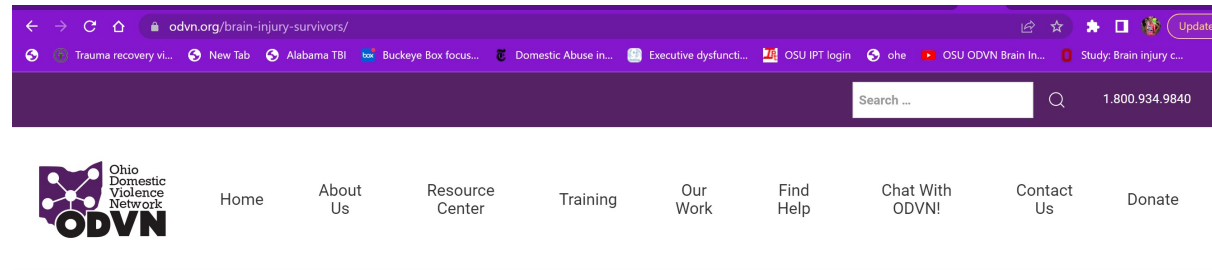 odvn.org/brain-injury-survivors/
Update
Trauma recovery vi... New Tab Alabama TBI box Buckeye Box focus... Domestic Abuse in... Executive dysfuncti... OSU IPT login ohe OSU ODVN Brain In... Study: Brain injury c...
Search ... 1.800.934.9840
Ohio
Domestic
Violence
Network
ODVN
Home
About
Us
Resource
Center
Training
Our
Work
Find
Help
Chat With
ODVN!
Contact
Us
Donate